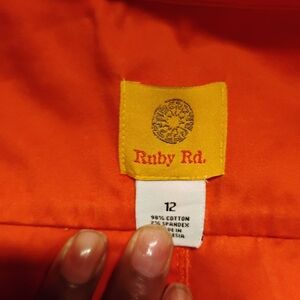 Ruby Rd.
12
98% COTTON
2% SPANDEX